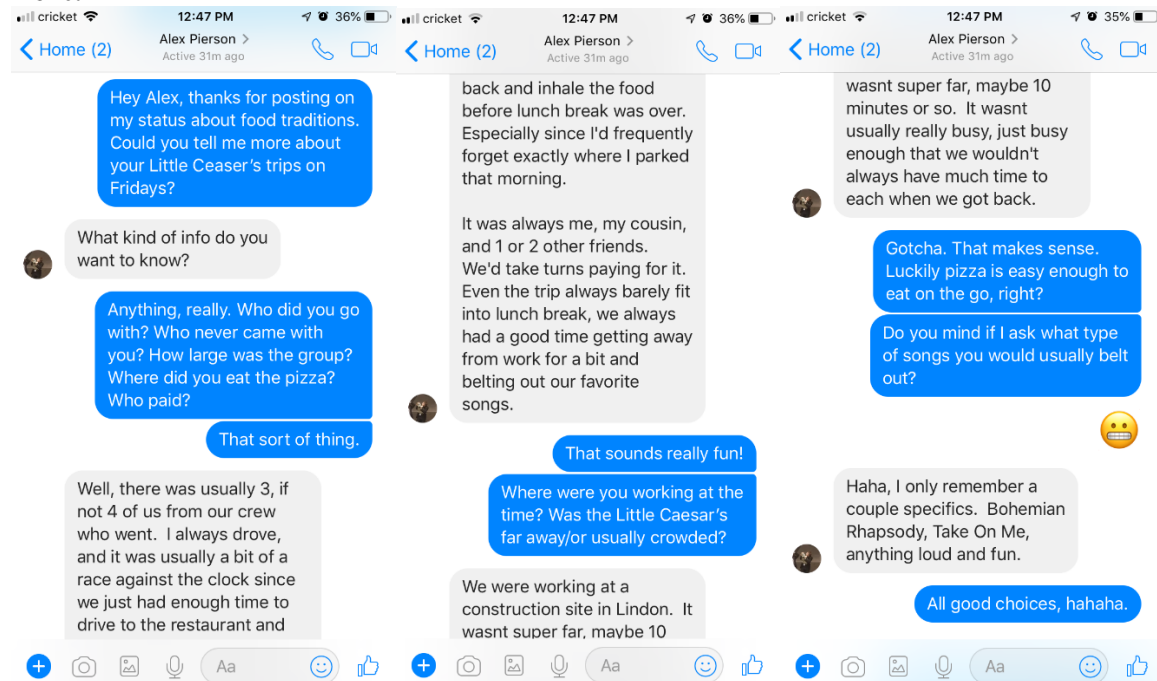 cricket
12:47 PM
36%
Home (2)
Alex Pierson >
Active 31m ago
Hey Alex, thanks for posting on
my status about food traditions.
Could you tell me more about
your Little Ceaser's trips on
Fridays?
What kind of info do you
want to know?
Anything, really. Who did you go
with? Who never came with
you? How large was the group?
Where did you eat the pizza?
Who paid?
That sort of thing.
Well, there was usually 3, if
not 4 of us from our crew
who went.  I always drove,
and it was usually a bit of a
race against the clock since
we just had enough time to
drive to the restaurant and
Aa
cricket
12:47 PM
36%
Home (2)
Alex Pierson >
Active 31m ago
back and inhale the food
before lunch break was over.
Especially since I'd frequently
forget exactly where I parked
that morning.
It was always me, my cousin,
and 1 or 2 other friends.
We'd take turns paying for it.
Even the trip always barely fit
into lunch break, we always
had a good time getting away
from work for a bit and
belting out our favorite
songs.
That sounds really fun!
Where were you working at the
time? Was the Little Caesar's
far away/or usually crowded?
We were working at a
construction site in Lindon.  It
wasnt super far, maybe 10
Aa
cricket
12:47 PM
35%
Home (2)
Alex Pierson >
Active 31m ago
wasnt super far, maybe 10
minutes or so.  It wasnt
usually really busy, just busy
enough that we wouldn't
always have much time to
each when we got back.
Gotcha. That makes sense.
Luckily pizza is easy enough to
eat on the go, right?
Do you mind if I ask what type
of songs you would usually belt
out?
Haha, I only remember a
couple specifics.  Bohemian
Rhapsody, Take On Me,
anything loud and fun.
All good choices, hahaha.
Aa